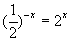 (1/2)^{-x} = 2^x